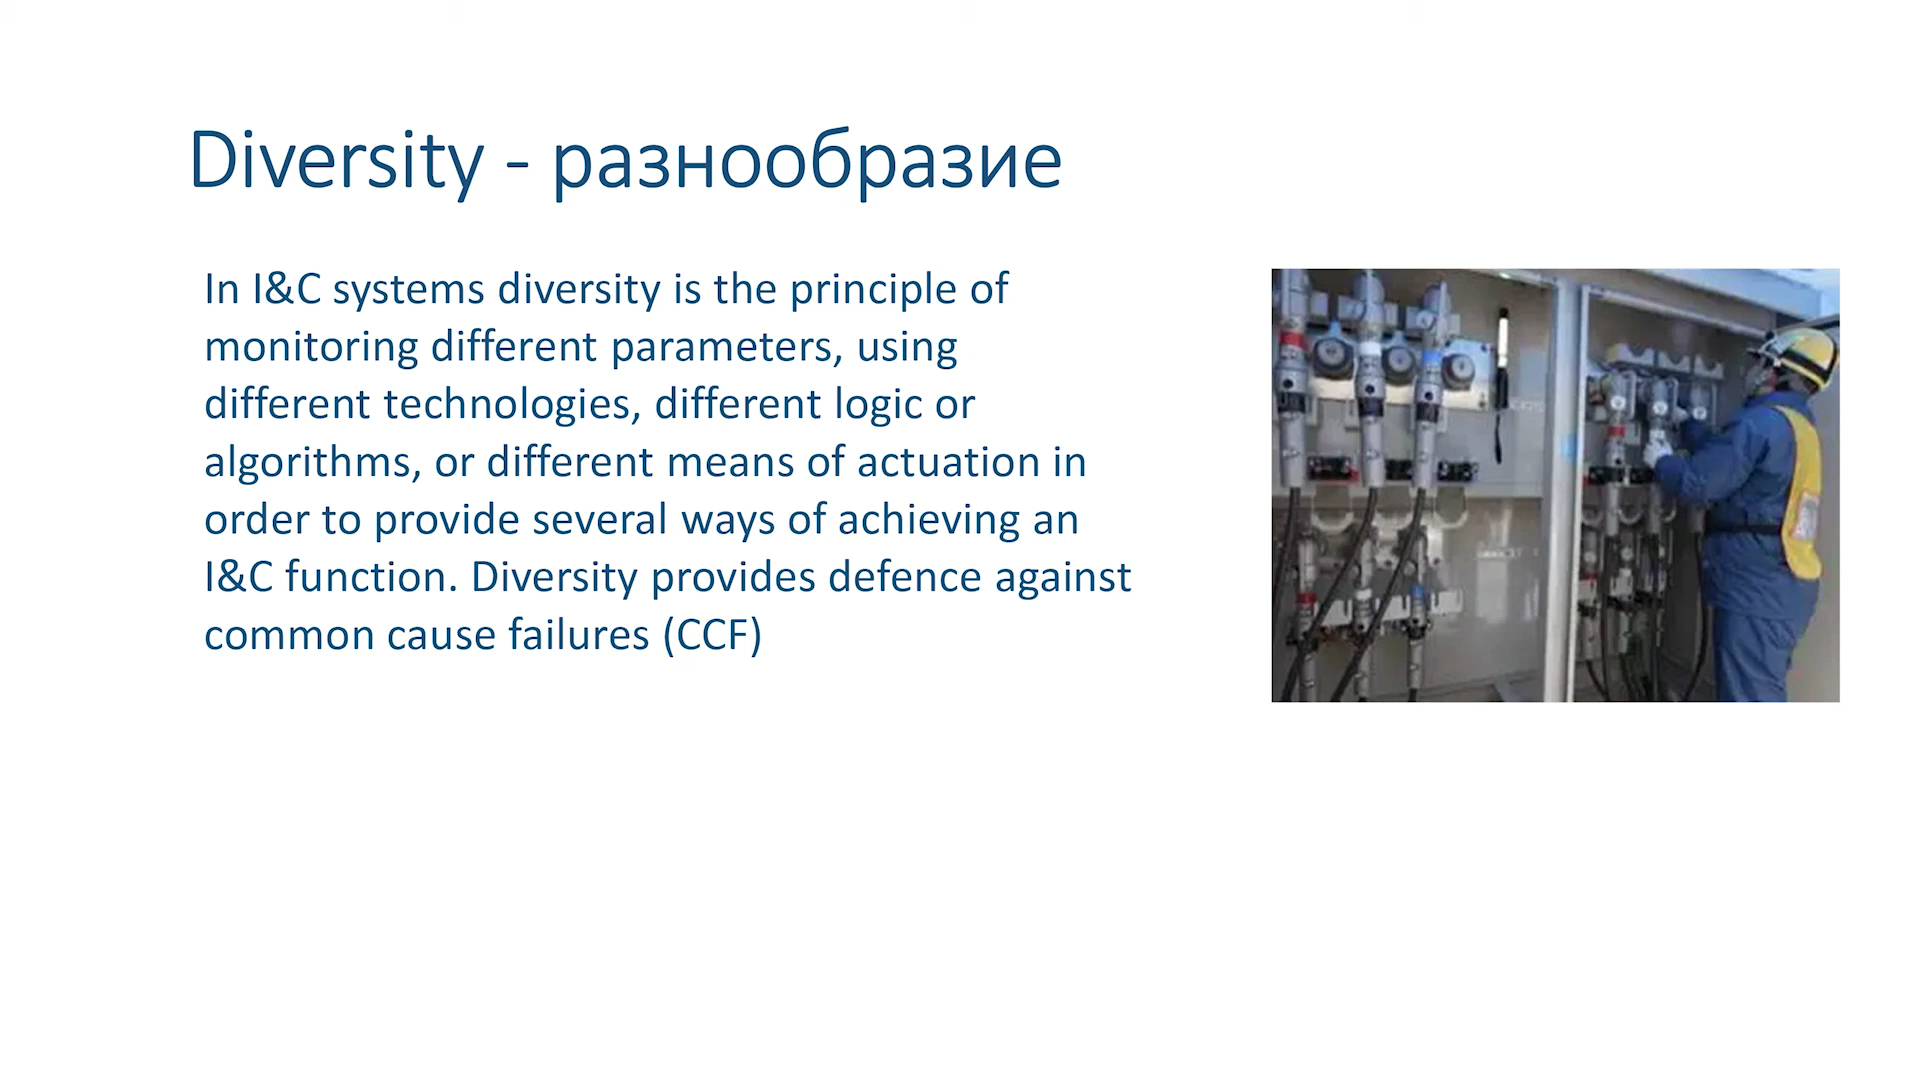 Diversity - разнообразие
In I&C systems diversity is the principle of
monitoring different parameters, using
different technologies, different logic or
algorithms, or different means of actuation in
order to provide several ways of achieving an
I&C function. Diversity provides defence against
common cause failures (CCF)